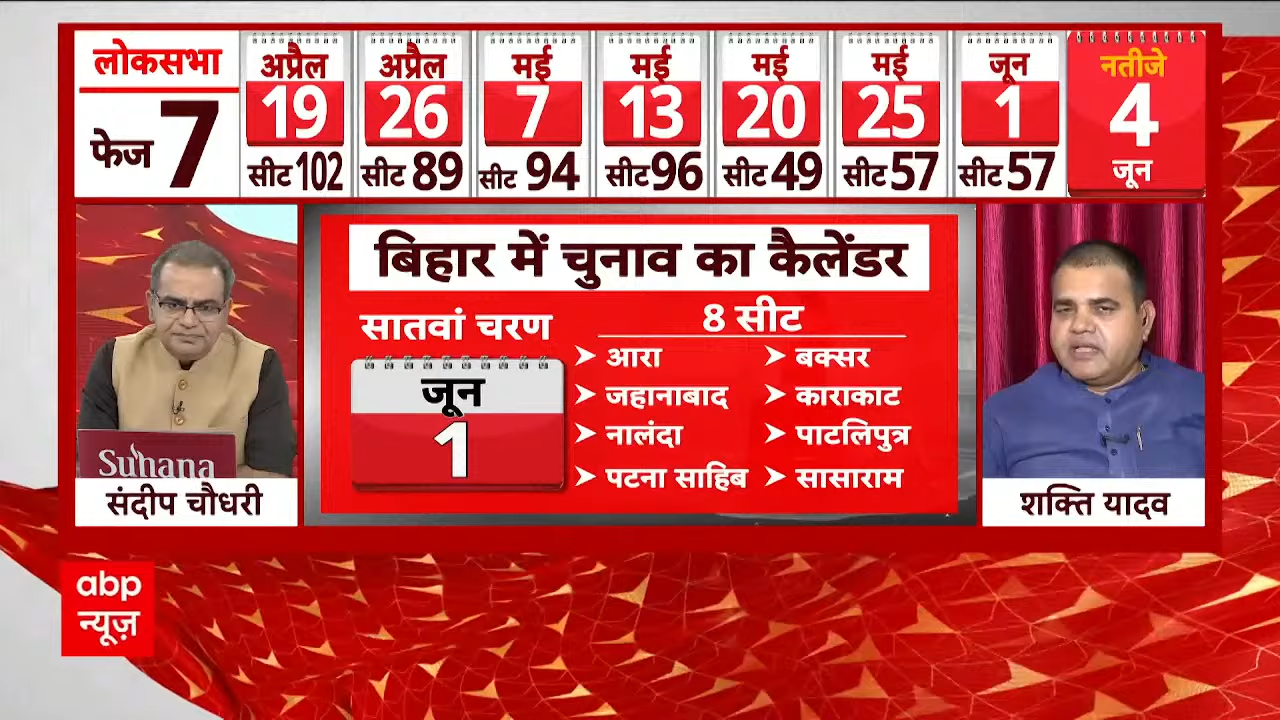 लोकसभा
फेज 7
अप्रैल
19
सीट 102
अप्रैल
26
सीट 89
मई
7
सीट 94
मई
13
सीट 96
मई
20
सीट 49
मई
25
सीट 57
जून
1
सीट 57
नतीजे
4
जून
बिहार में चुनाव का कैलेंडर
सातवां चरण
जून
1
8 सीट
➤ आरा
➤ बक्सर
➤ जहानाबाद
➤ काराकाट
➤ नालंदा
➤ पाटलिपुत्र
➤ पटना साहिब
➤ सासाराम
Suhana
संदीप चौधरी
शक्ति यादव
abp
न्यूज़